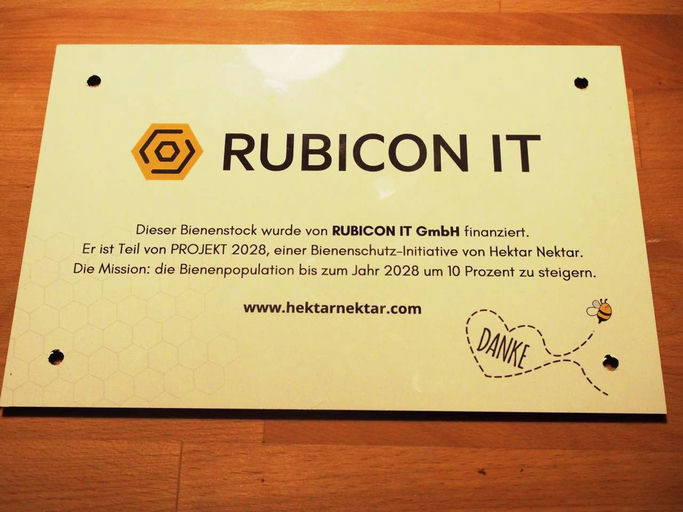 RUBICON IT
Dieser Bienenstock wurde von RUBICON IT GmbH finanziert.
Er ist Teil von PROJEKT 2028, einer Bienenschutz-Initiative von Hektar Nektar.
Die Mission: die Bienenpopulation bis zum Jahr 2028 um 10 Prozent zu steigern.
www.hektarnektar.com
DANKE